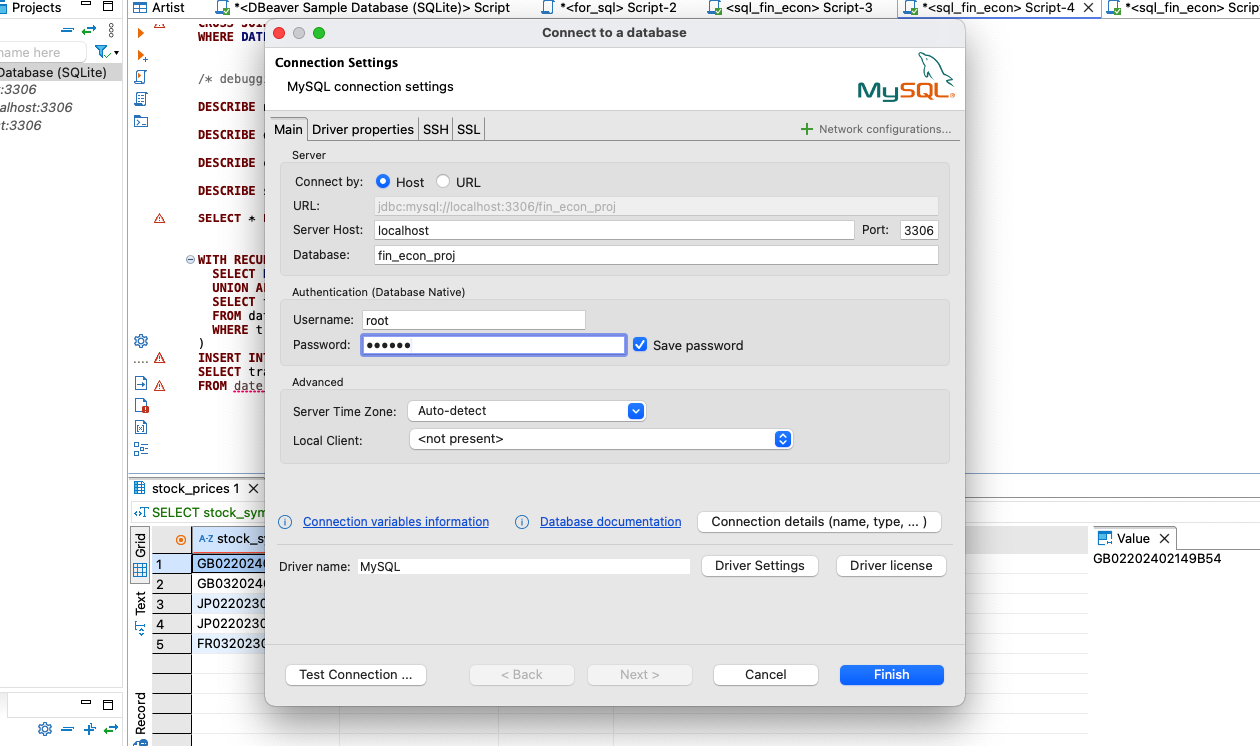 Projects
Artist
*<DBeaver Sample Database (SQLite)> Script
*<for_sql> Script-2
<sql_fin_econ> Script-3
*<sql_fin_econ> Script-4
*<sql_fin_econ> Scrip
name here
Database (SQLite)
:3306
alhost:3306
t:3306
WHERE DATE
/* debugg
DESCRIBE
DESCRIBE
DESCRIBE
DESCRIBE
SELECT *
WITH RECU
SELECT
UNION A
SELECT
FROM da
WHERE t
)
INSERT INT
SELECT tra
FROM date
Connect to a database
Connection Settings
MySQL connection settings
MySQL
Main
Driver properties
SSH
SSL
Network configurations...
Server
Connect by:
Host
URL
URL:
jdbc:mysql://localhost:3306/fin_econ_proj
Server Host:
localhost
Port:
3306
Database:
fin_econ_proj
Authentication (Database Native)
Username:
root
Password:
••••••
Save password
Advanced
Server Time Zone:
Auto-detect
Local Client:
<not present>
Connection variables information
Database documentation
Connection details (name, type, ... )
Driver name:
MySQL
Driver Settings
Driver license
Test Connection ...
< Back
Next >
Cancel
Finish
stock_prices 1
SELECT stock_sym
Grid
Text
Record
A-Z stock_s
1 GB022024
2 GB032024
3 JP022023
4 JP022023
5 FR032023
Value
GB02202402149B54